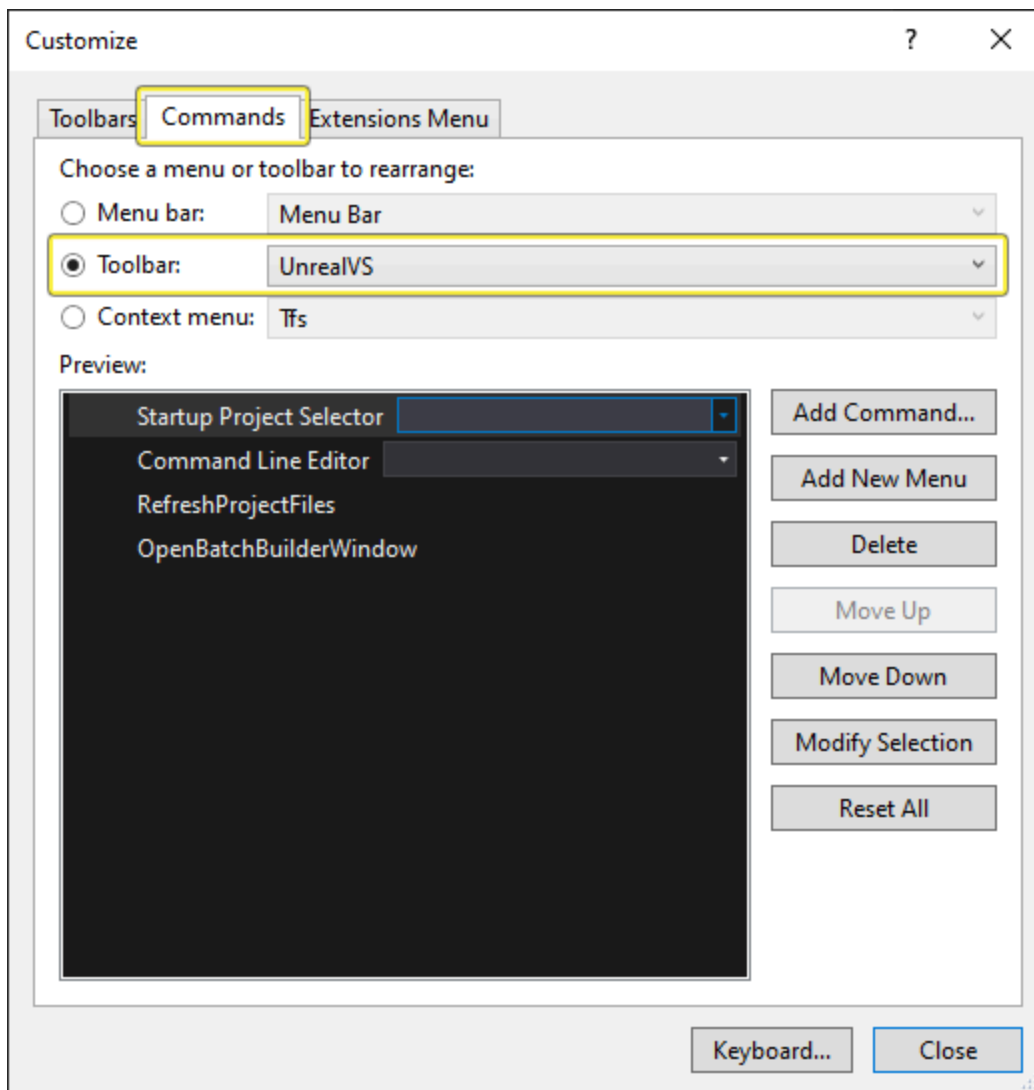 Customize ?
Toolbars Commands Extensions Menu
Choose a menu or toolbar to rearrange:
Menu bar: Menu Bar
Toolbar: UnrealVS
Context menu: Tfs
Preview:
Startup Project Selector
Command Line Editor
RefreshProjectFiles
OpenBatchBuilderWindow
Add Command...
Add New Menu
Delete
Move Up
Move Down
Modify Selection
Reset All
Keyboard... Close